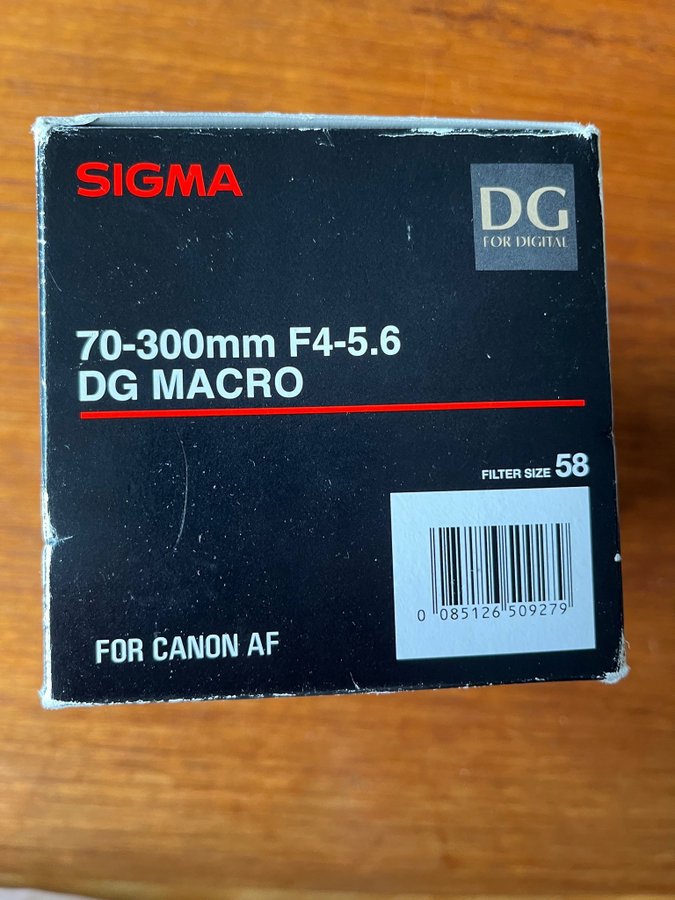 SIGMA
DG
FOR DIGITAL
70-300mm F4-5.6
DG MACRO
FILTER SIZE 58
0 085126 509279
FOR CANON AF